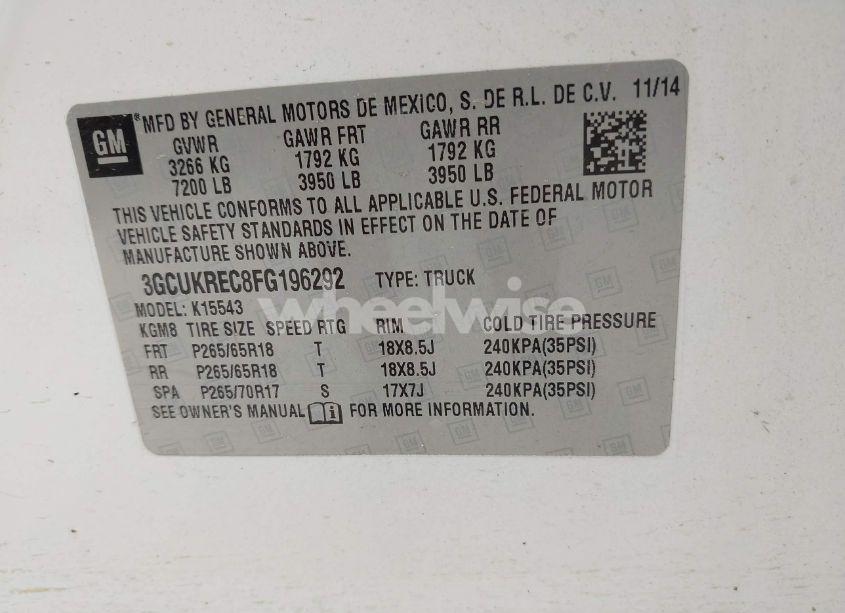 GM
®MFD BY GENERAL MOTORS DE MEXICO, S. DE R.L. DE C.V. 11/14
GVWR GAWR FRT GAWR RR
3266 KG 1792 KG 1792 KG
7200 LB 3950 LB 3950 LB
THIS VEHICLE CONFORMS TO ALL APPLICABLE U.S. FEDERAL MOTOR
VEHICLE SAFETY STANDARDS IN EFFECT ON THE DATE OF
MANUFACTURE SHOWN ABOVE.
3GCUKREC8FG196292 TYPE: TRUCK
MODEL: K15543
wheelwise
KGM8 TIRE SIZE SPEED RTG RIM COLD TIRE PRESSURE
FRT P265/65R18 T 18X8.5J 240KPA(35PSI)
RR P265/65R18 T 18X8.5J 240KPA(35PSI)
SPA P265/70R17 S 17X7J 240KPA(35PSI)
SEE OWNER'S MANUAL FOR MORE INFORMATION.